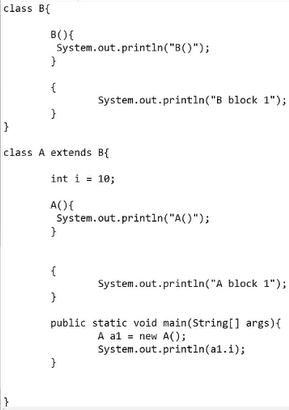 class B{
B(){
System.out.println("B()");
}
{
System.out.println("B block 1");
}
}
class A extends B{
int i = 10;
A(){
System.out.println("A()");
}
{
System.out.println("A block 1");
}
public static void main(String[] args){
A a1 = new A();
System.out.println(a1.i);
}
}